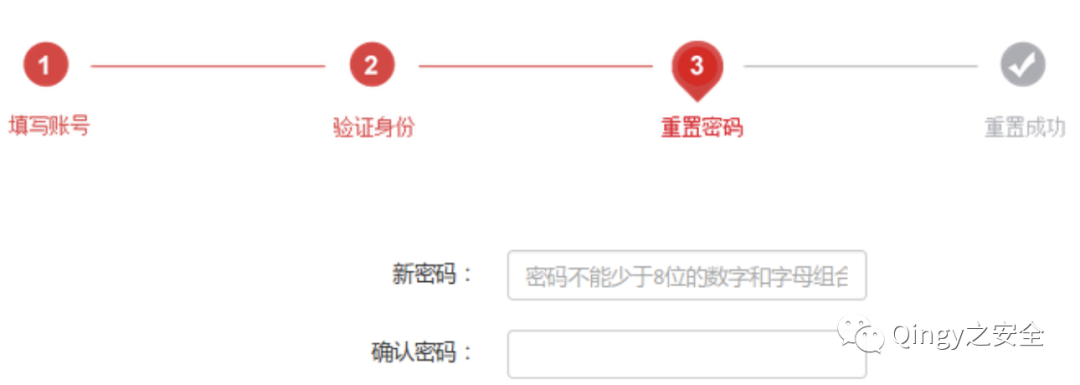 1 2 3
填写账号 验证身份 重置密码 重置成功
新密码： 密码不能少于8位的数字和字母组合
确认密码：
Qingy之安全